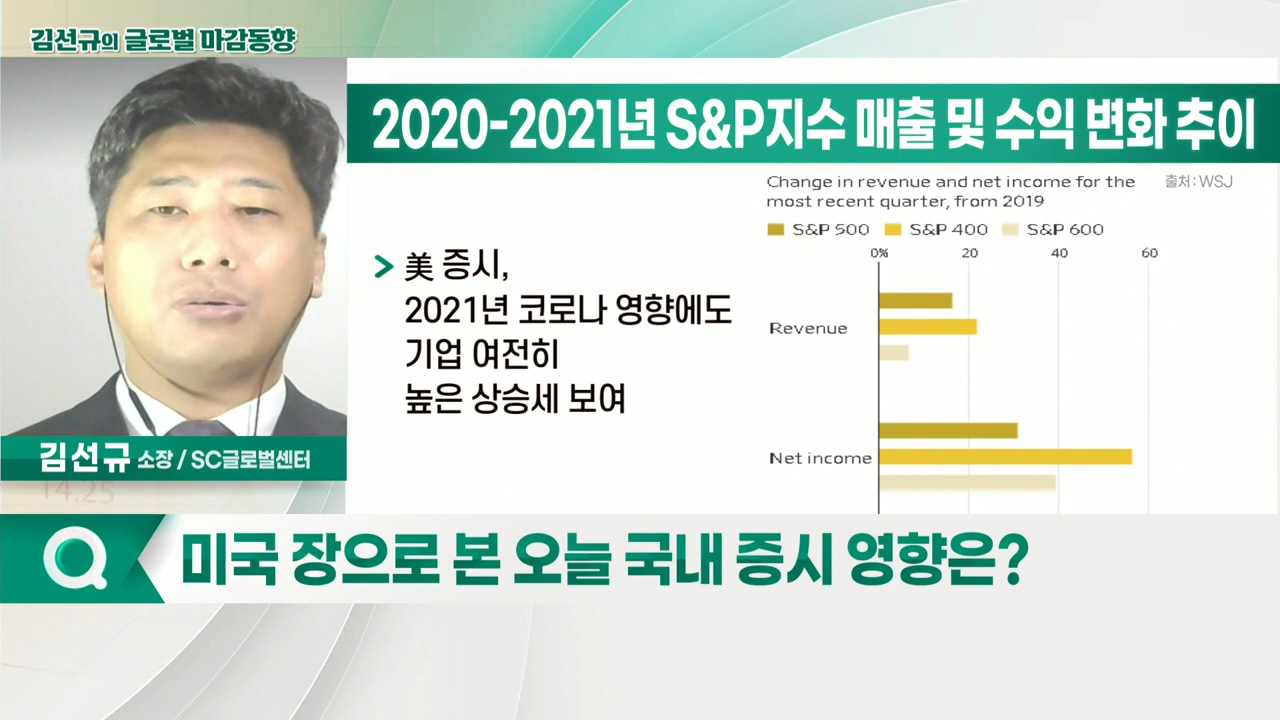 김선규의 글로벌 마감동향
2020-2021년 S&P지수 매출 및 수익 변화 추이
Change in revenue and net income for the
most recent quarter, from 2019
출처: WSJ
S&P 500 S&P 400 S&P 600
0% 20 40 60
Revenue
Net income
美 증시,
2021년 코로나 영향에도
기업 여전히
높은 상승세 보여
김선규 소장 / SC글로벌센터
14.25
Q 미국 장으로 본 오늘 국내 증시 영향은?